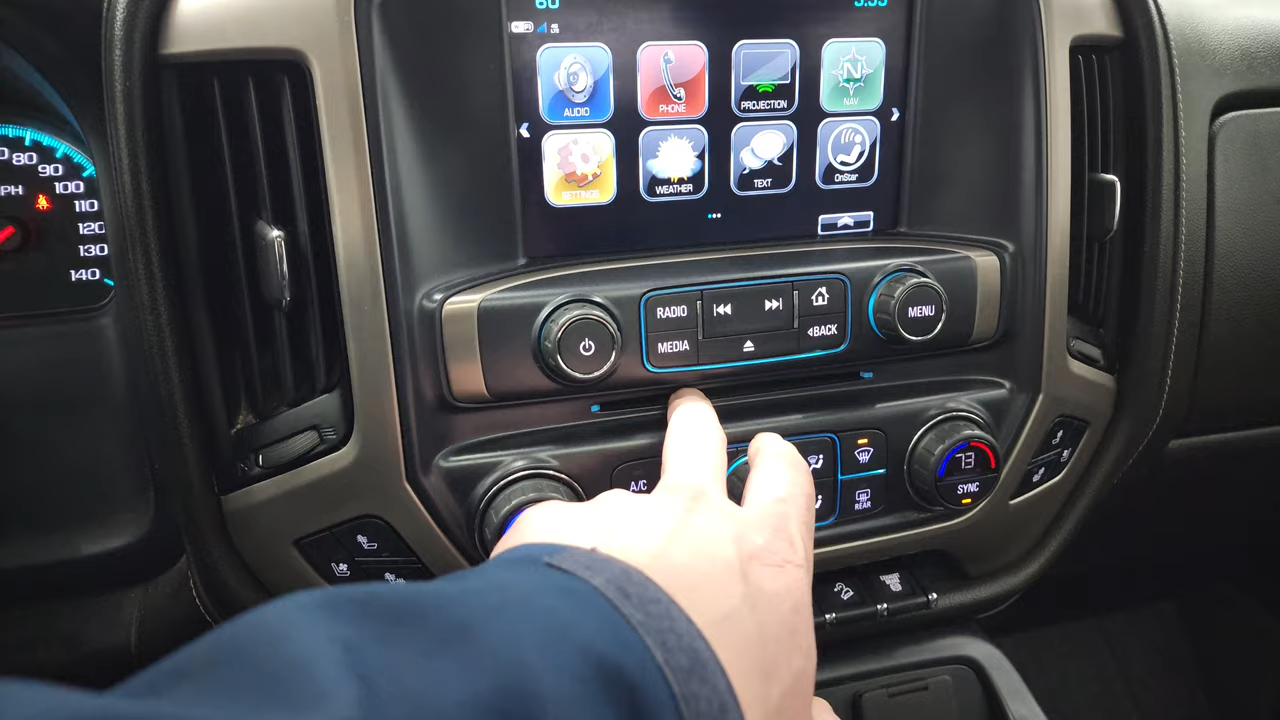 60
AUDIO
PHONE
PROJECTION
N
NAV
SETTINGS
WEATHER
TEXT
OnStar
80
90
100
110
120
130
140
RADIO
MEDIA
BACK
MENU
A/C
REAR
73
SYNC